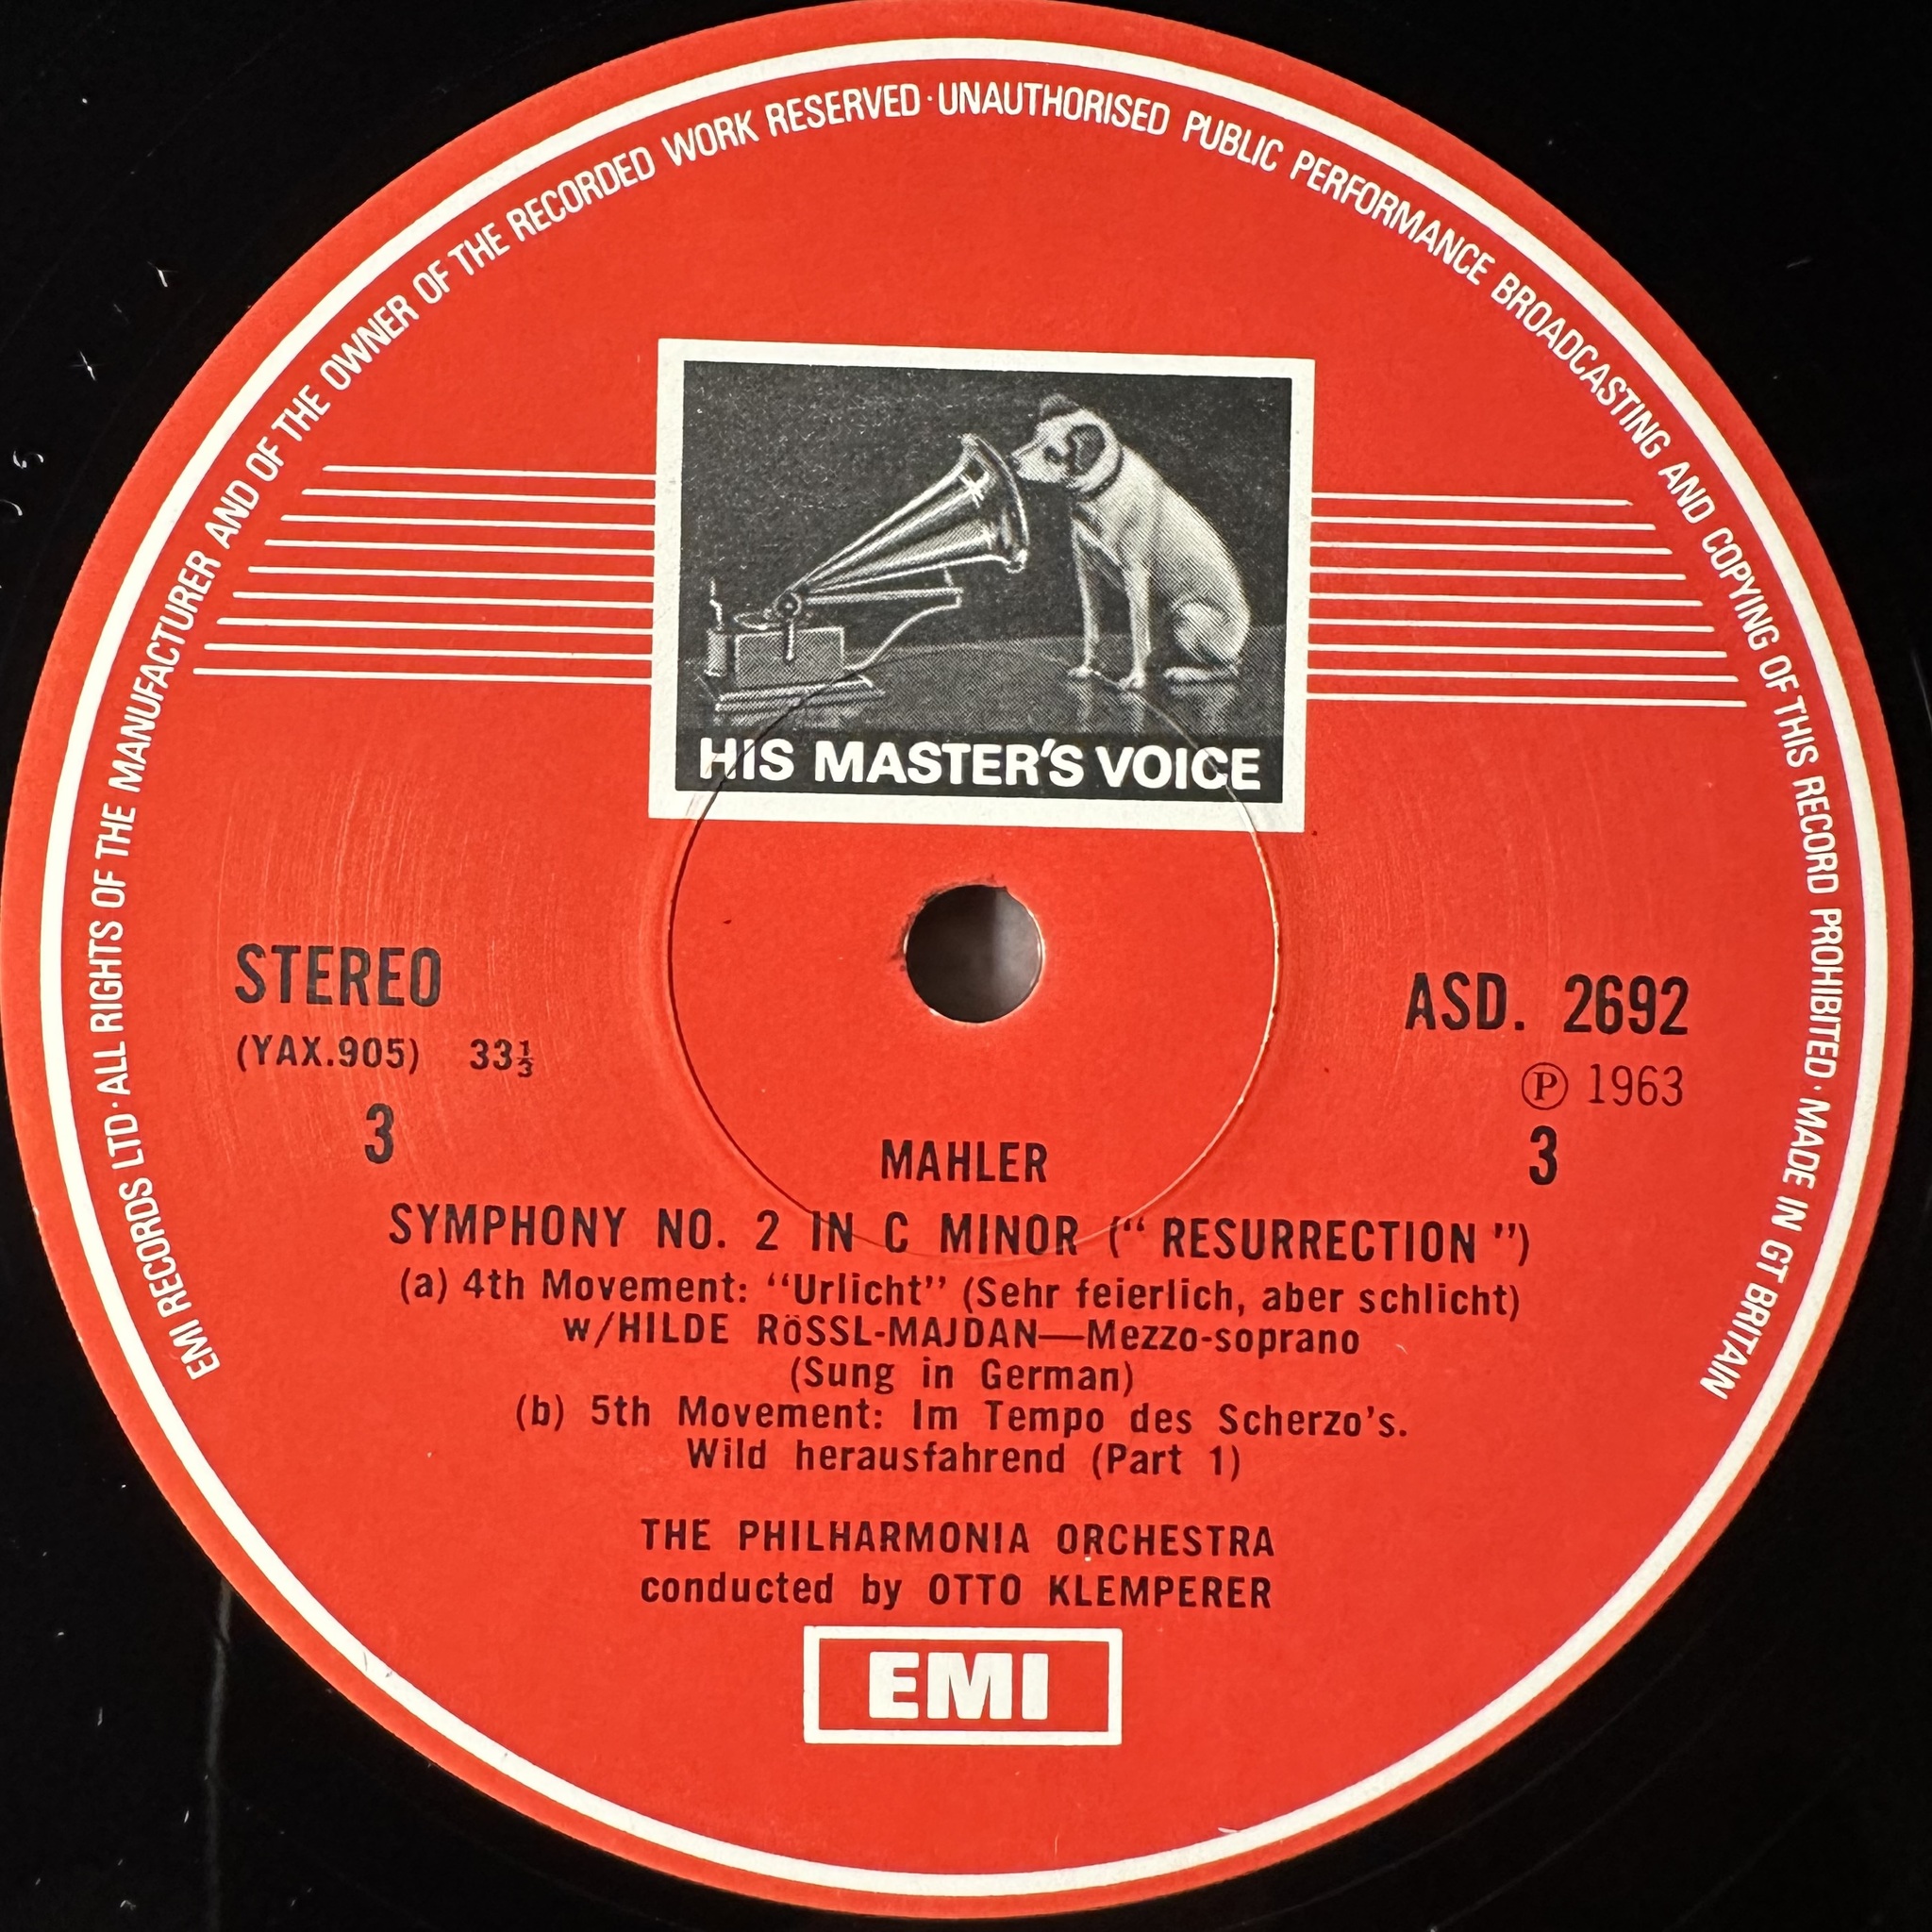 EMI RECORDS LTD · ALL RIGHTS OF THE MANUFACTURER AND OF THE OWNER OF THE RECORDED WORK RESERVED · UNAUTHORISED PUBLIC PERFORMANCE BROADCASTING AND COPYING OF THIS RECORD PROHIBITED · MADE IN GT BRITAIN
HIS MASTER'S VOICE
STEREO
(YAX.905) 33⅓
3
ASD. 2692
Ⓟ 1963
3
MAHLER
SYMPHONY NO. 2 IN C MINOR (“ RESURRECTION ”)
(a) 4th Movement: “Urlicht” (Sehr feierlich, aber schlicht)
w/HILDE RöSSL-MAJDAN—Mezzo-soprano
(Sung in German)
(b) 5th Movement: Im Tempo des Scherzo's.
Wild herausfahrend (Part 1)
THE PHILHARMONIA ORCHESTRA
conducted by OTTO KLEMPERER
EMI